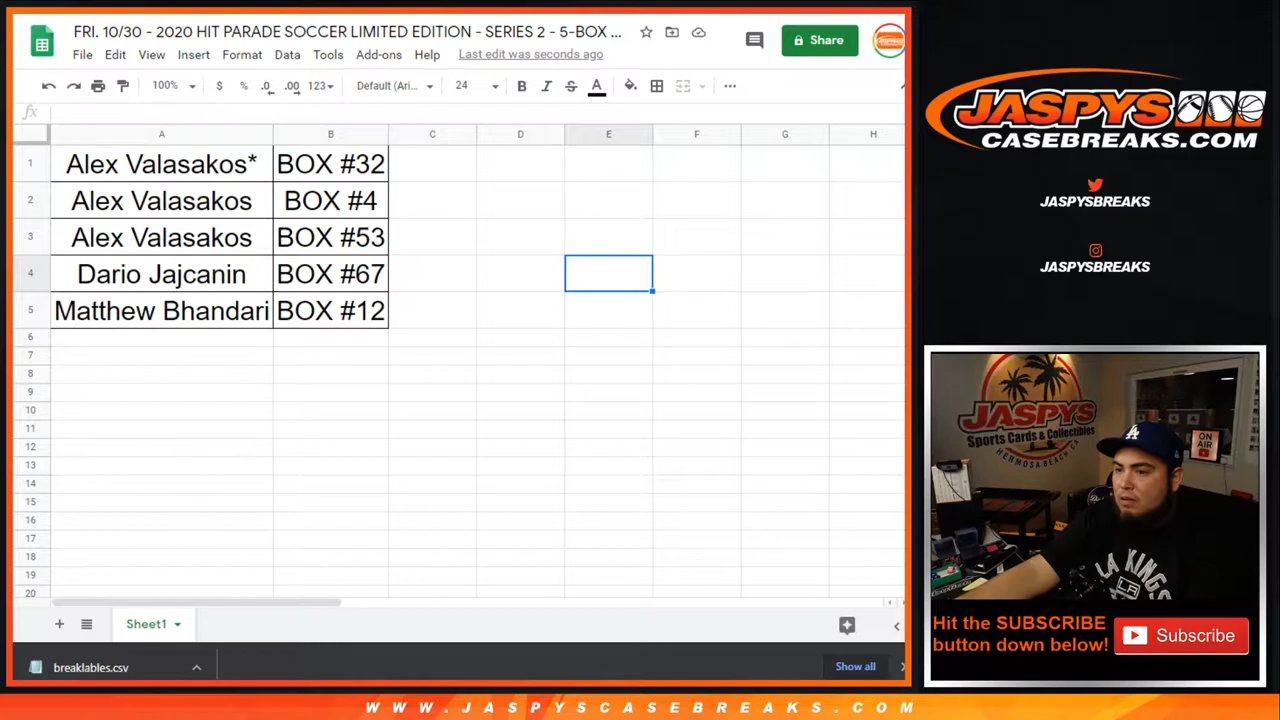 FRI. 10/30 - 2020 HIT PARADE SOCCER LIMITED EDITION - SERIES 2 - 5-BOX ...
Share
File Edit View Insert Format Data Tools Add-ons Help Last edit was seconds ago
100% $ % .0 .00 123 Default (Ari... 24 B I S A
fx
A B C D E F G H
1 Alex Valasakos* BOX #32
2 Alex Valasakos BOX #4
3 Alex Valasakos BOX #53
4 Dario Jajcanin BOX #67
5 Matthew Bhandari BOX #12
6
7
8
9
10
11
12
13
14
15
16
17
18
19
20
Sheet1
breaklables.csv
Show all
JASPYS
CASEBREAKS.COM
JASPYSBREAKS
JASPYSBREAKS
JASPYS
Sports Cards & Collectibles
HERMOSA BEACH, CA
ON
AIR
LA KINGS
Hit the SUBSCRIBE
button down below!
Subscribe
WWW.JASPYSCASEBREAKS.COM